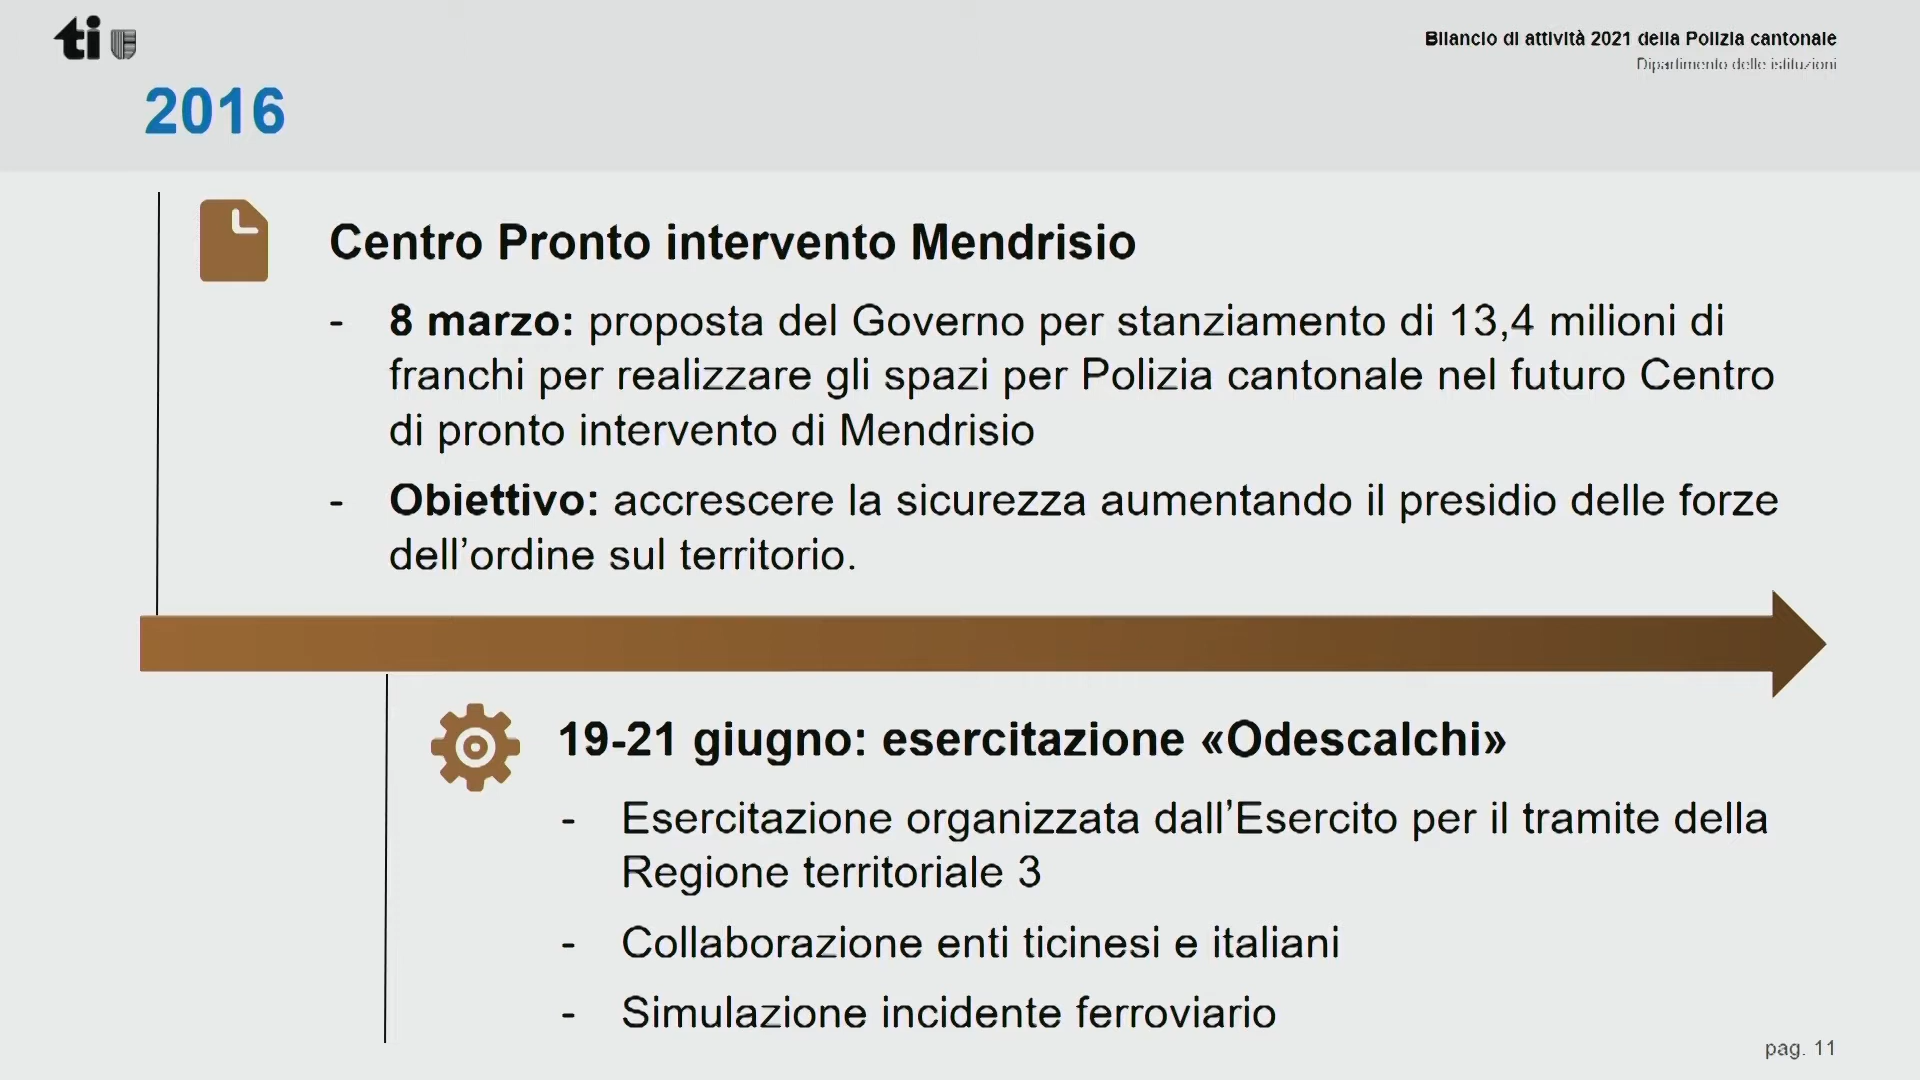 ti
Bilancio di attività 2021 della Polizia cantonale
Dipartimento delle istituzioni
2016
Centro Pronto intervento Mendrisio
- 8 marzo: proposta del Governo per stanziamento di 13,4 milioni di
franchi per realizzare gli spazi per Polizia cantonale nel futuro Centro
di pronto intervento di Mendrisio
- Obiettivo: accrescere la sicurezza aumentando il presidio delle forze
dell’ordine sul territorio.
19-21 giugno: esercitazione «Odescalchi»
- Esercitazione organizzata dall’Esercito per il tramite della
Regione territoriale 3
- Collaborazione enti ticinesi e italiani
- Simulazione incidente ferroviario
pag. 11